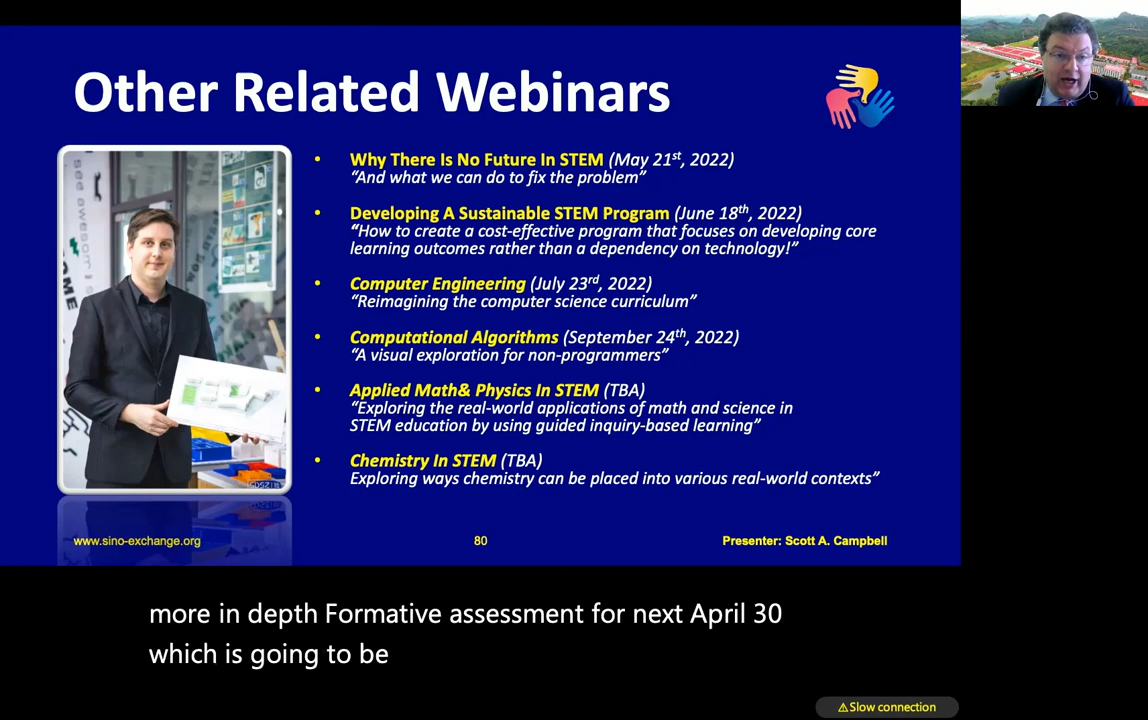 Other Related Webinars
• Why There Is No Future In STEM (May 21st, 2022)
“And what we can do to fix the problem”
• Developing A Sustainable STEM Program (June 18th, 2022)
“How to create a cost-effective program that focuses on developing core
learning outcomes rather than a dependency on technology!”
• Computer Engineering (July 23rd, 2022)
“Reimagining the computer science curriculum”
• Computational Algorithms (September 24th, 2022)
“A visual exploration for non-programmers”
• Applied Math& Physics In STEM (TBA)
“Exploring the real-world applications of math and science in
STEM education by using guided inquiry-based learning”
• Chemistry In STEM (TBA)
Exploring ways chemistry can be placed into various real-world contexts”
www.sino-exchange.org
80
Presenter: Scott A. Campbell
more in depth Formative assessment for next April 30
which is going to be
⚠Slow connection